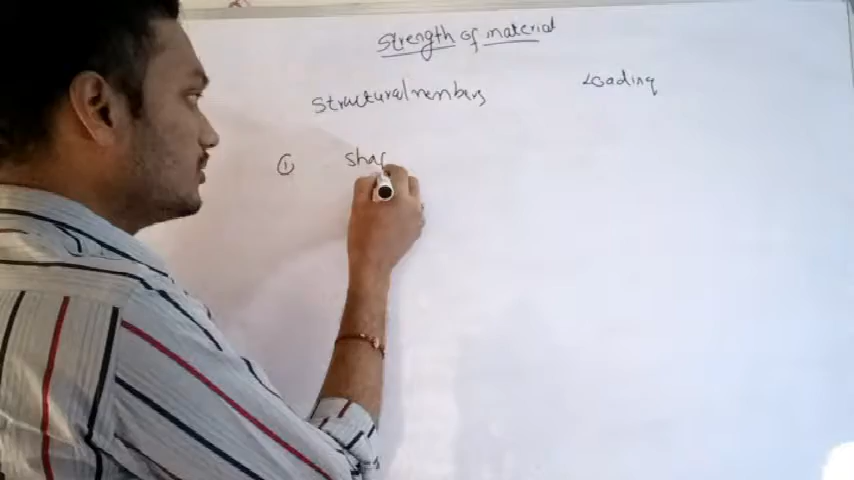 Strength of material
Structural members Loading
① Shaf